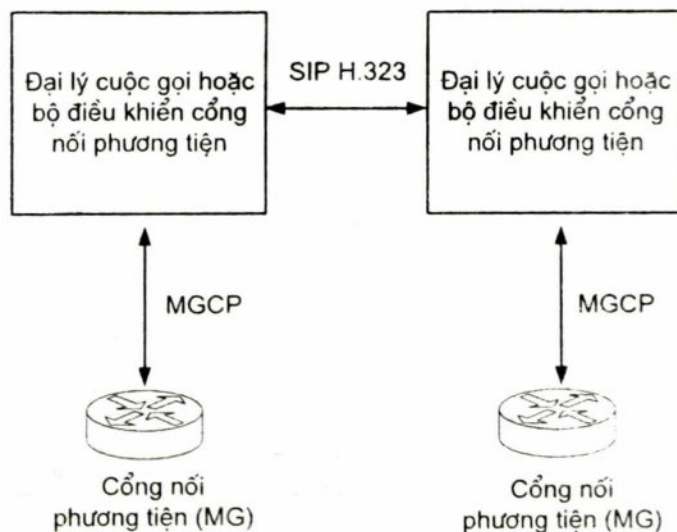 Đại lý cuộc gọi hoặc
bộ điều khiển cổng
nối phương tiện
SIP H.323
Đại lý cuộc gọi hoặc
bộ điều khiển cổng
nối phương tiện
MGCP
MGCP
Cổng nối
phương tiện (MG)
Cổng nối
phương tiện (MG)